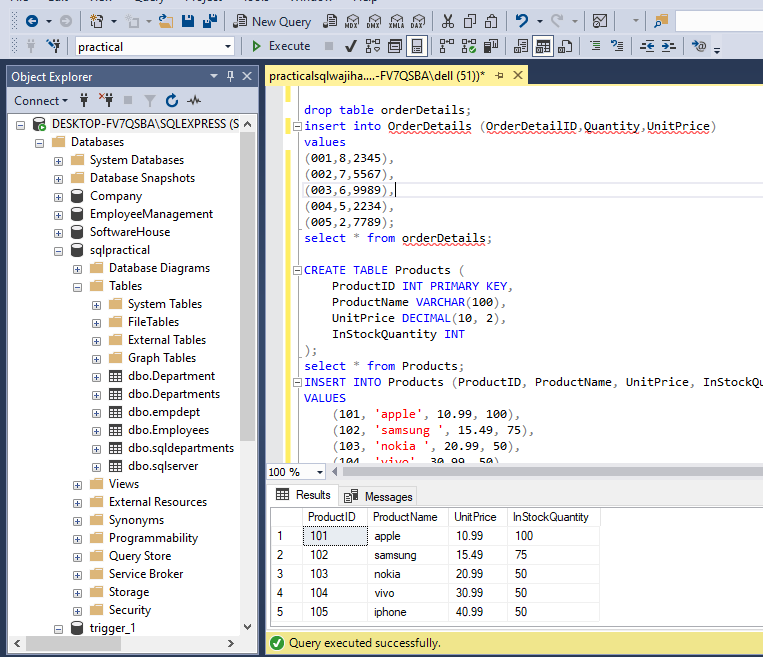 New Query
MDX
DMX
XMLA
DAX
practical
Execute
Object Explorer
Connect
DESKTOP-FV7QSBA\SQLEXPRESS (S
Databases
System Databases
Database Snapshots
Company
EmployeeManagement
SoftwareHouse
sqlpractical
Database Diagrams
Tables
System Tables
FileTables
External Tables
Graph Tables
dbo.Department
dbo.Departments
dbo.empdept
dbo.Employees
dbo.sqldepartments
dbo.sqlserver
Views
External Resources
Synonyms
Programmability
Query Store
Service Broker
Storage
Security
trigger_1
practicalsqlwajiha....-FV7QSBA\dell (51))*
drop table orderDetails;
insert into OrderDetails (OrderDetailID,Quantity,UnitPrice)
values
(001,8,2345),
(002,7,5567),
(003,6,9989),
(004,5,2234),
(005,2,7789);
select * from orderDetails;
CREATE TABLE Products (
ProductID INT PRIMARY KEY,
ProductName VARCHAR(100),
UnitPrice DECIMAL(10, 2),
InStockQuantity INT
);
select * from Products;
INSERT INTO Products (ProductID, ProductName, UnitPrice, InStockQu
VALUES
(101, 'apple', 10.99, 100),
(102, 'samsung ', 15.49, 75),
(103, 'nokia ', 20.99, 50),
(104, 'vivo', 30.99, 50)
100 %
Results Messages
ProductID ProductName UnitPrice InStockQuantity
1 101 apple 10.99 100
2 102 samsung 15.49 75
3 103 nokia 20.99 50
4 104 vivo 30.99 50
5 105 iphone 40.99 50
Query executed successfully.